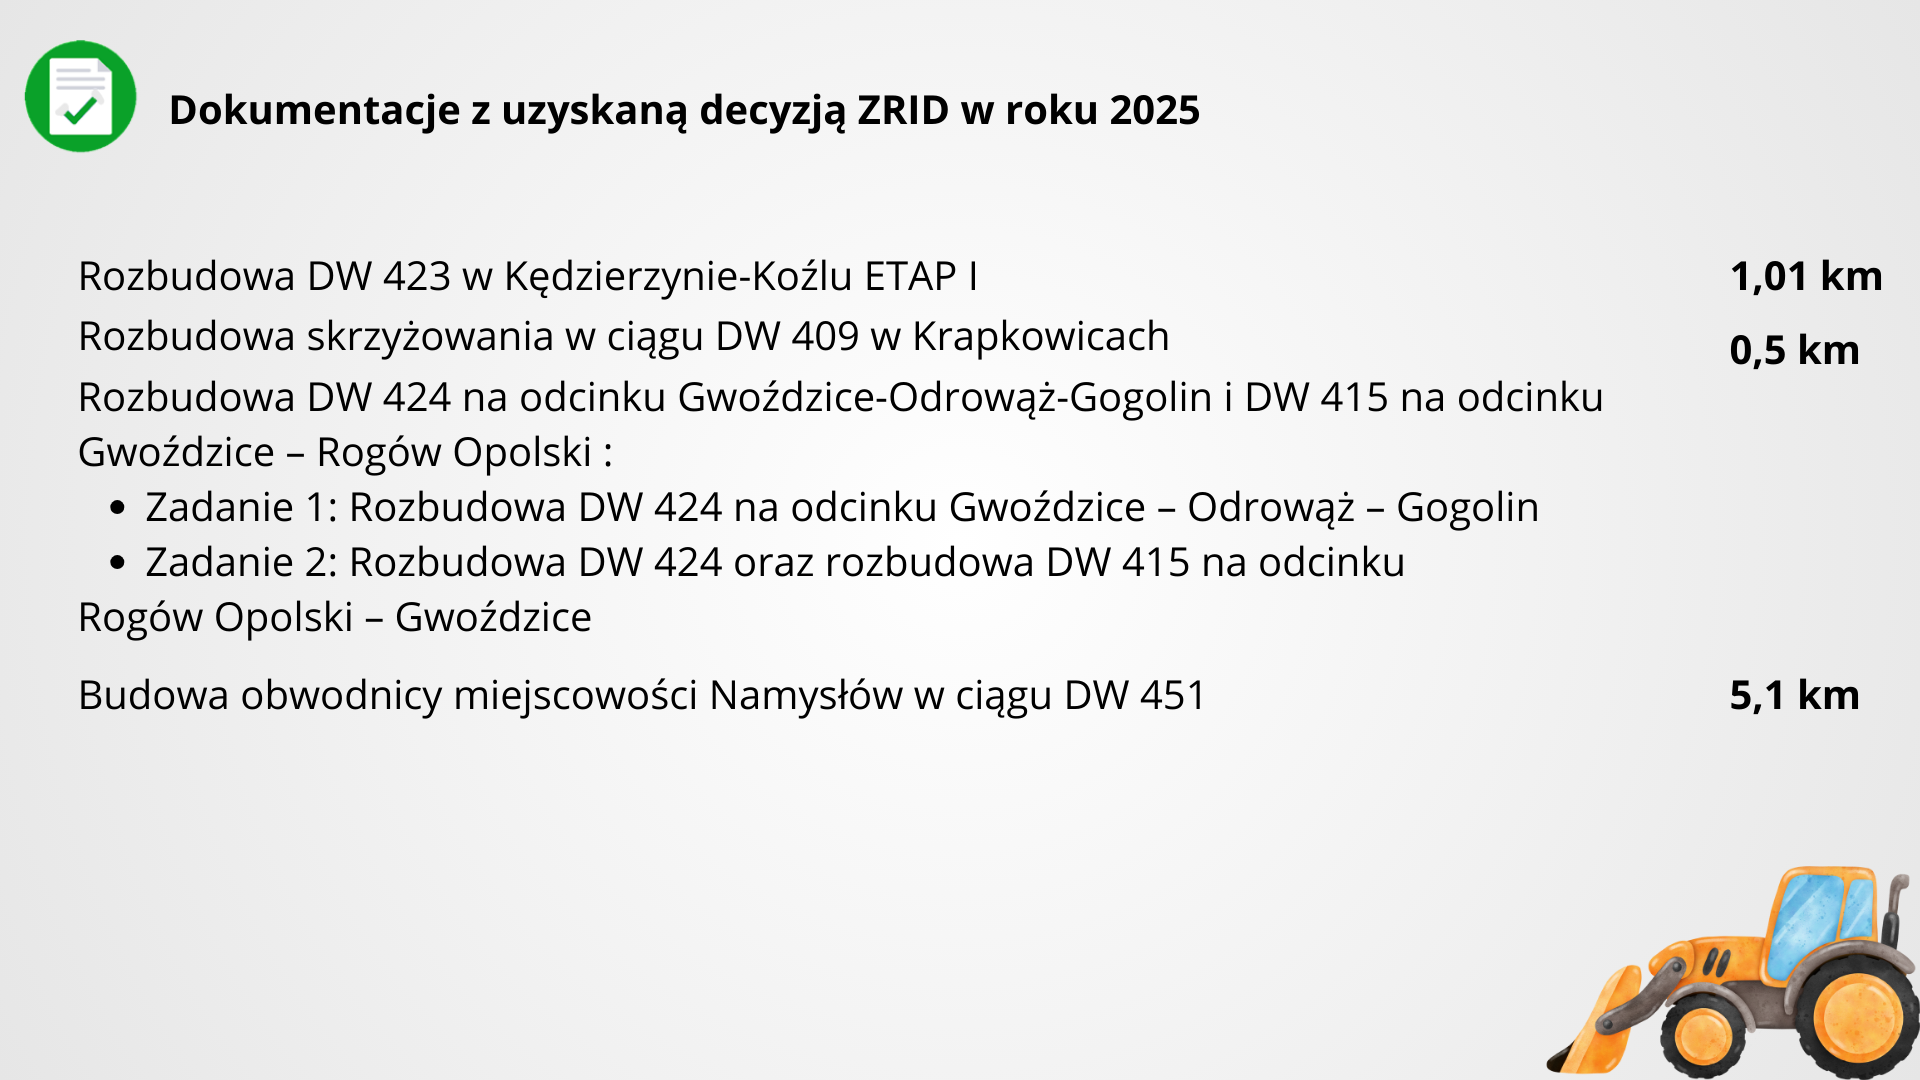 Dokumentacje z uzyskaną decyzją ZRID w roku 2025
Rozbudowa DW 423 w Kędzierzynie-Koźlu ETAP I 1,01 km
Rozbudowa skrzyżowania w ciągu DW 409 w Krapkowicach 0,5 km
Rozbudowa DW 424 na odcinku Gwoździce-Odrowąż-Gogolin i DW 415 na odcinku
Gwoździce – Rogów Opolski :
• Zadanie 1: Rozbudowa DW 424 na odcinku Gwoździce – Odrowąż – Gogolin
• Zadanie 2: Rozbudowa DW 424 oraz rozbudowa DW 415 na odcinku
Rogów Opolski – Gwoździce
Budowa obwodnicy miejscowości Namysłów w ciągu DW 451 5,1 km